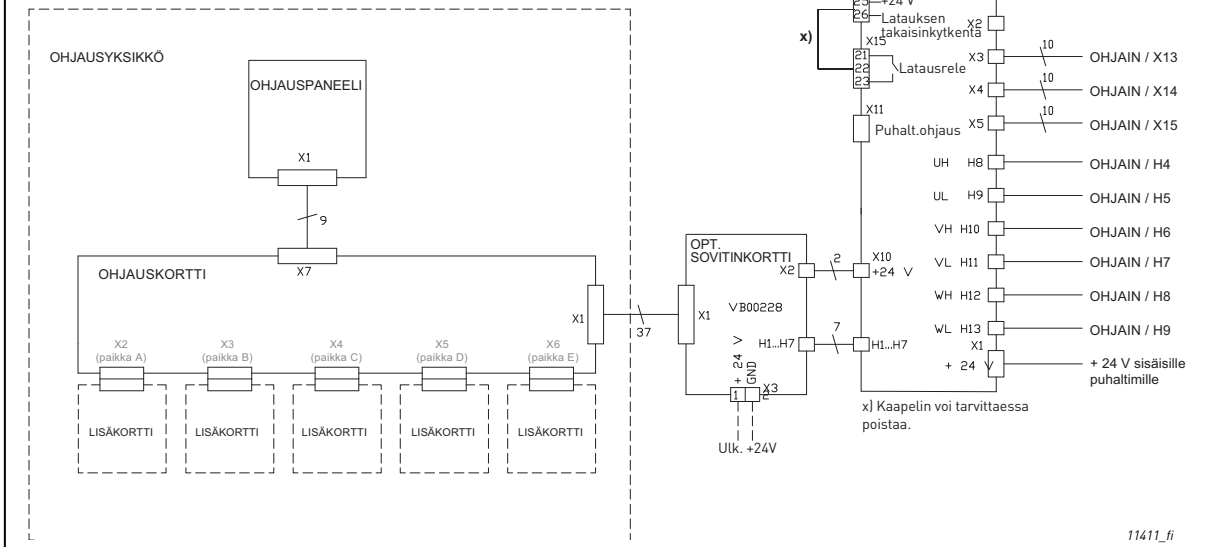 OHJAUSYKSIKKÖ
OHJAUSPANEELI
X1
9
X7
OHJAUSKORTTI
X1
37
X2
(paikka A)
X3
(paikka B)
X4
(paikka C)
X5
(paikka D)
X6
(paikka E)
LISÄKORTTI
LISÄKORTTI
LISÄKORTTI
LISÄKORTTI
LISÄKORTTI
OPT.
SOVITINKORTTI
X2
2
X1
VB00228
H1...H7
7
+ 24 V
GND
X3
1
2
Ulk. +24V
25
+24 V
26
Latauksen
takaisinkytkentä
x)
X15
21
22
23
Latausrele
X11
Puhalt.ohjaus
X10
+24 V
H1...H7
X2
X3
10
OHJAIN / X13
X4
10
OHJAIN / X14
X5
10
OHJAIN / X15
UH H8
OHJAIN / H4
UL H9
OHJAIN / H5
VH H10
OHJAIN / H6
VL H11
OHJAIN / H7
WH H12
OHJAIN / H8
WL H13
OHJAIN / H9
X1
+ 24 V
+ 24 V sisäisille
puhaltimille
x) Kaapelin voi tarvittaessa
poistaa.
11411_fi